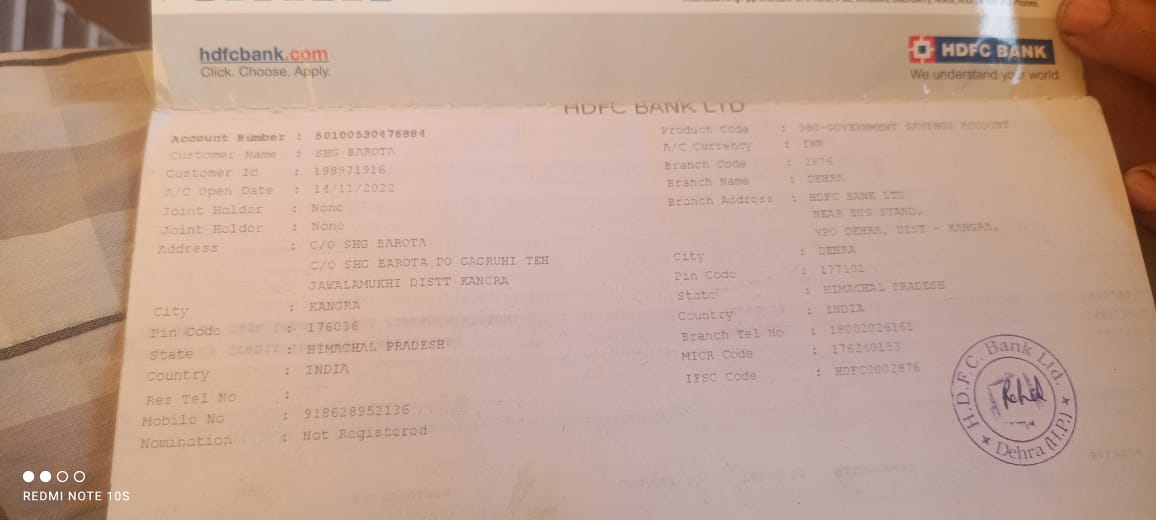 hdfcbank.com
Click. Choose. Apply.
HDFC BANK
We understand your world
HDFC BANK LTD
Account Number : 50100530476884
Customer Name : SHG BAROTA
Customer Id : 198971916
A/C Open Date : 14/11/2022
Joint Holder : None
Joint Holder : None
Address : C/O SHG BAROTA
C/O SHG BAROTA PO GAGRUHI TEH
JAWALAMUKHI DISTT KANGRA
City : KANGRA
Pin Code : 176036
State : HIMACHAL PRADESH
Country : INDIA
Res Tel No :
Mobile No : 918628952136
Nomination : Not Registered
Product Code : 380-GOVERNMENT SAVINGS ACCOUNT
A/C Currency : INR
Branch Code : 2876
Branch Name : DEHRA
Branch Address : HDFC BANK LTD
NEAR BUS STAND,
VPO DEHRA, DIST - KANGRA,
City : DEHRA
Pin Code : 177101
State : HIMACHAL PRADESH
Country : INDIA
Branch Tel No : 18002026161
MICR Code : 176240153
IFSC Code : HDFC0002876
H.D.F.C. Bank Ltd.
★ Dehra (H.P.) ★
REDMI NOTE 10S